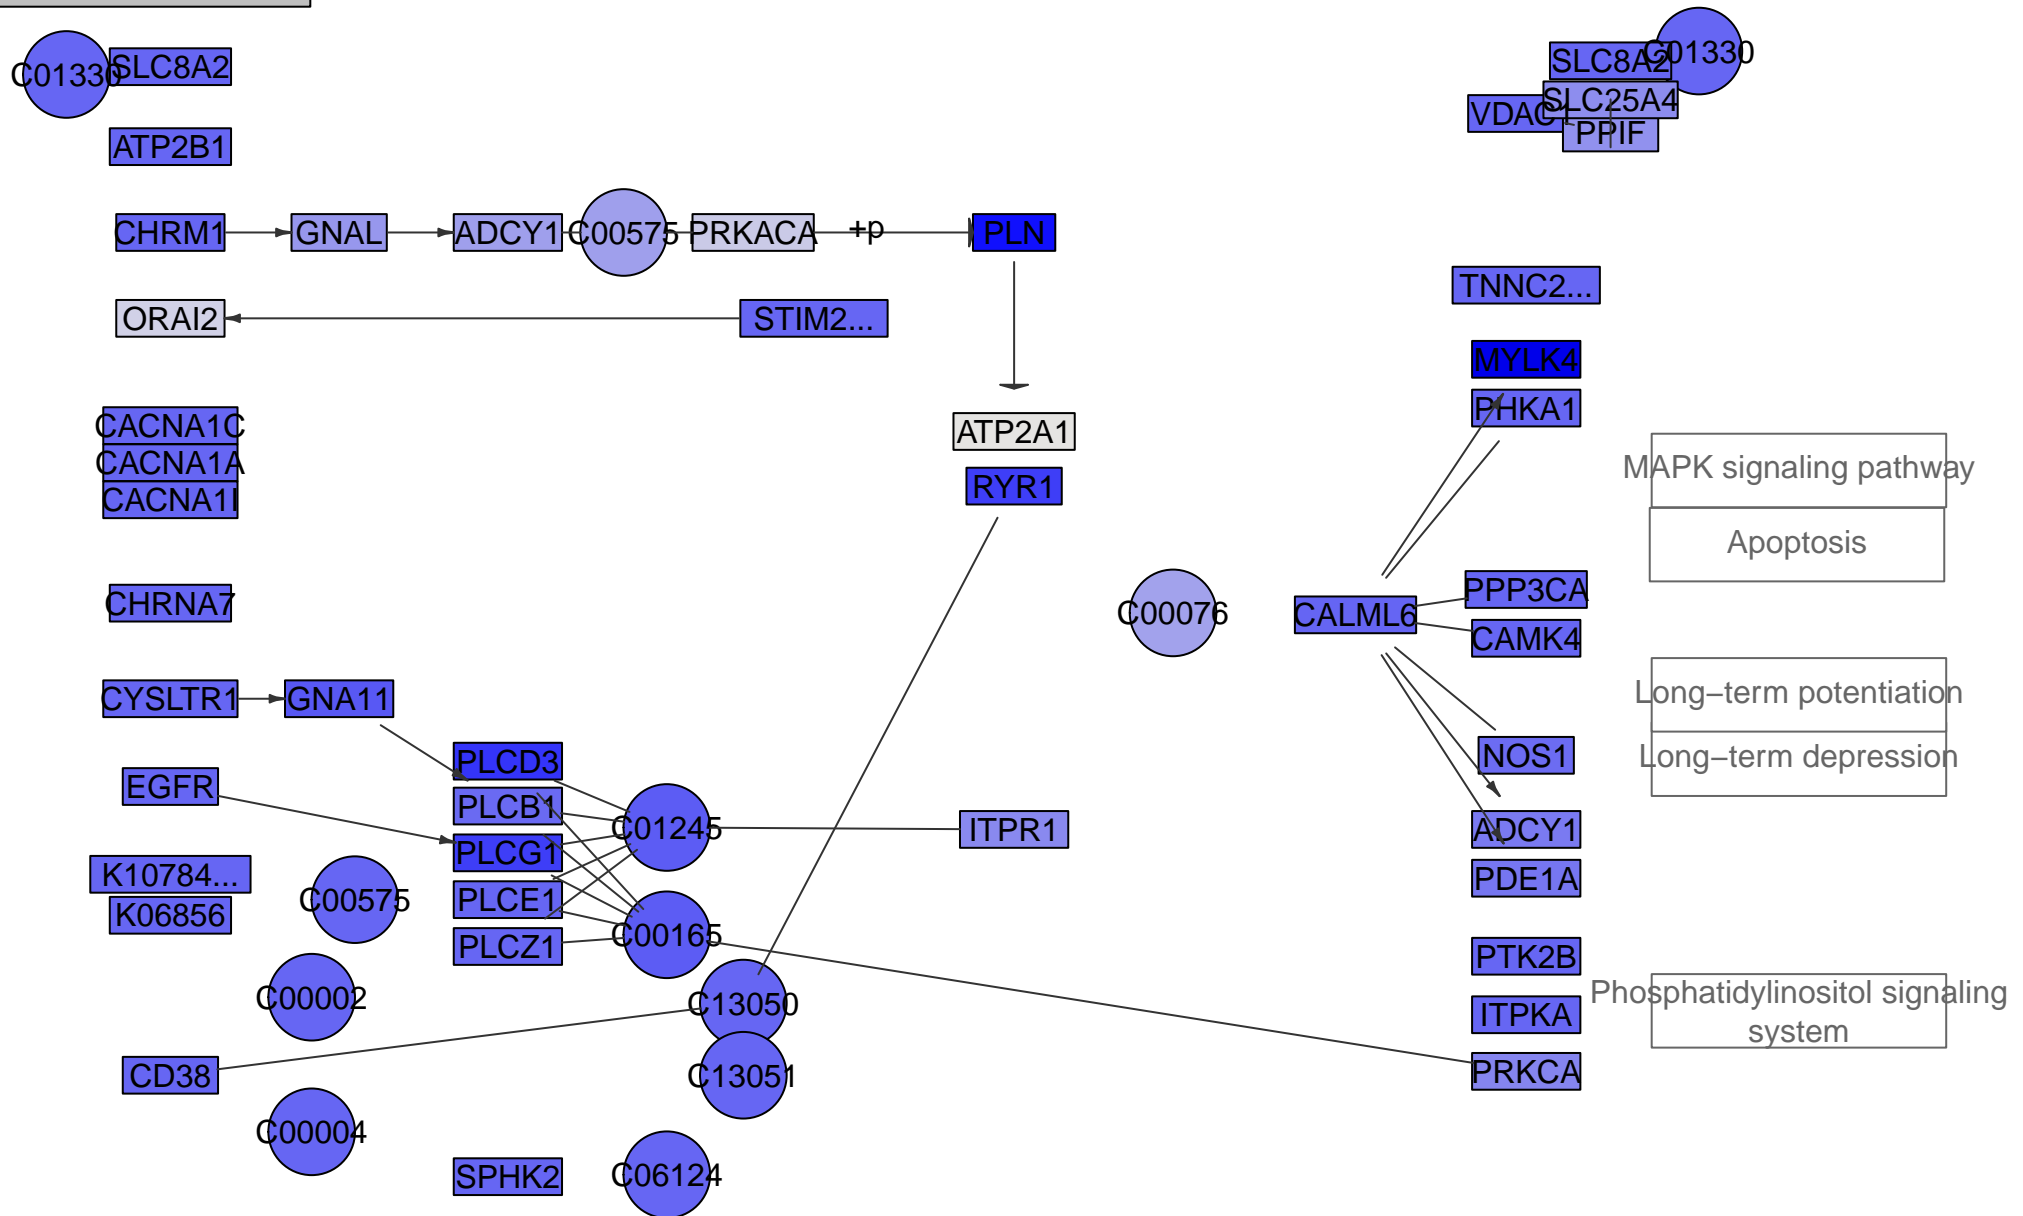 C01330
SLC8A2
ATP2B1
CHRM1
GNAL
ADCY1
C00575
PRKACA
+p
PLN
ORAI2
STIM2...
CACNA1C
CACNA1A
CACNA1I
ATP2A1
RYR1
CHRNA7
C00076
CYSLTR1
GNA11
EGFR
PLCD3
PLCB1
PLCG1
PLCE1
PLCZ1
C01245
C00165
ITPR1
K10784...
K06856
C00575
C00002
C13050
C13051
CD38
C00004
SPHK2
C06124
SLC8A2
C01330
SLC25A4
VDAC1
PPIF
TNNC2...
MYLK4
PHKA1
CALML6
PPP3CA
CAMK4
NOS1
ADCY1
PDE1A
PTK2B
ITPKA
PRKCA
MAPK signaling pathway
Apoptosis
Long−term potentiation
Long−term depression
Phosphatidylinositol signaling
system